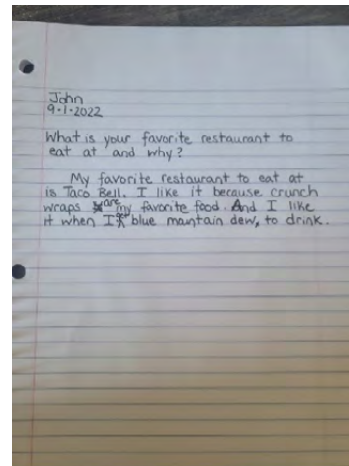 John
9-1-2022
What is your favorite restaurant to
eat at and why?
My favorite restaurant to eat at
is Taco Bell. I like it because crunch
wraps are my favorite food. And I like
it when I get blue mantain dew, to drink.